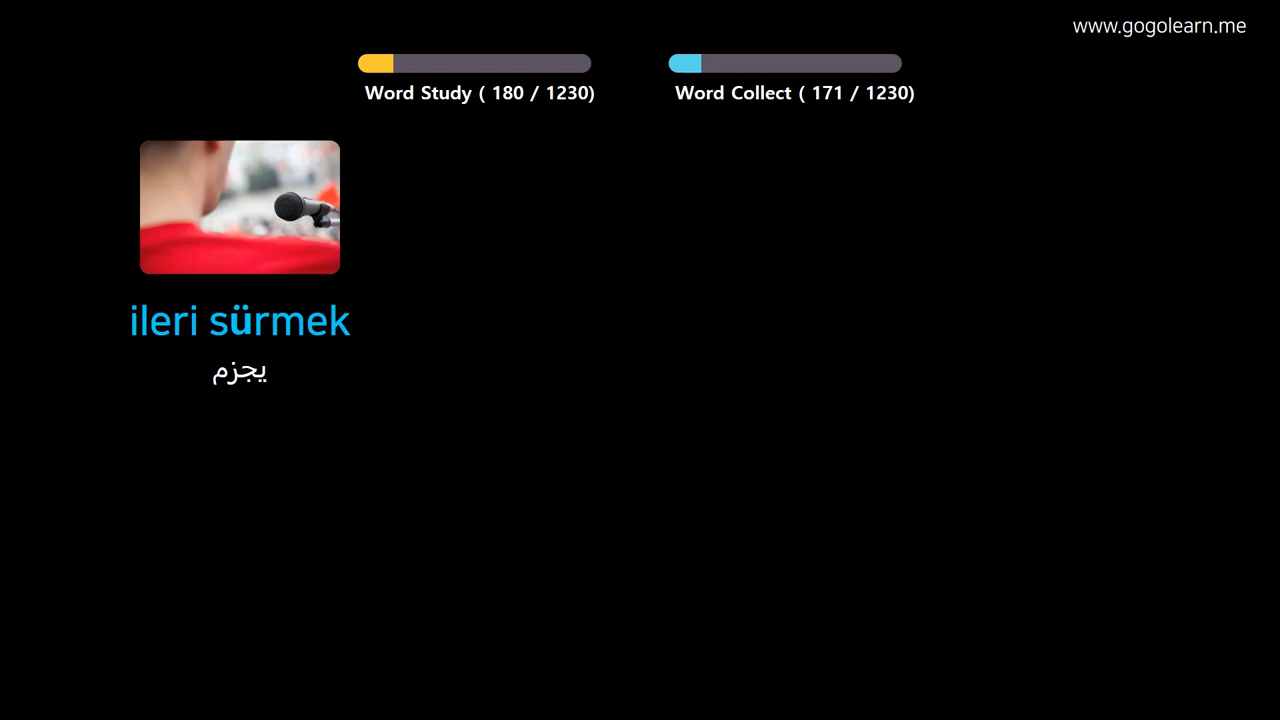 www.gogolearn.me
Word Study ( 180 / 1230)
Word Collect ( 171 / 1230)
ileri sürmek
يجزم